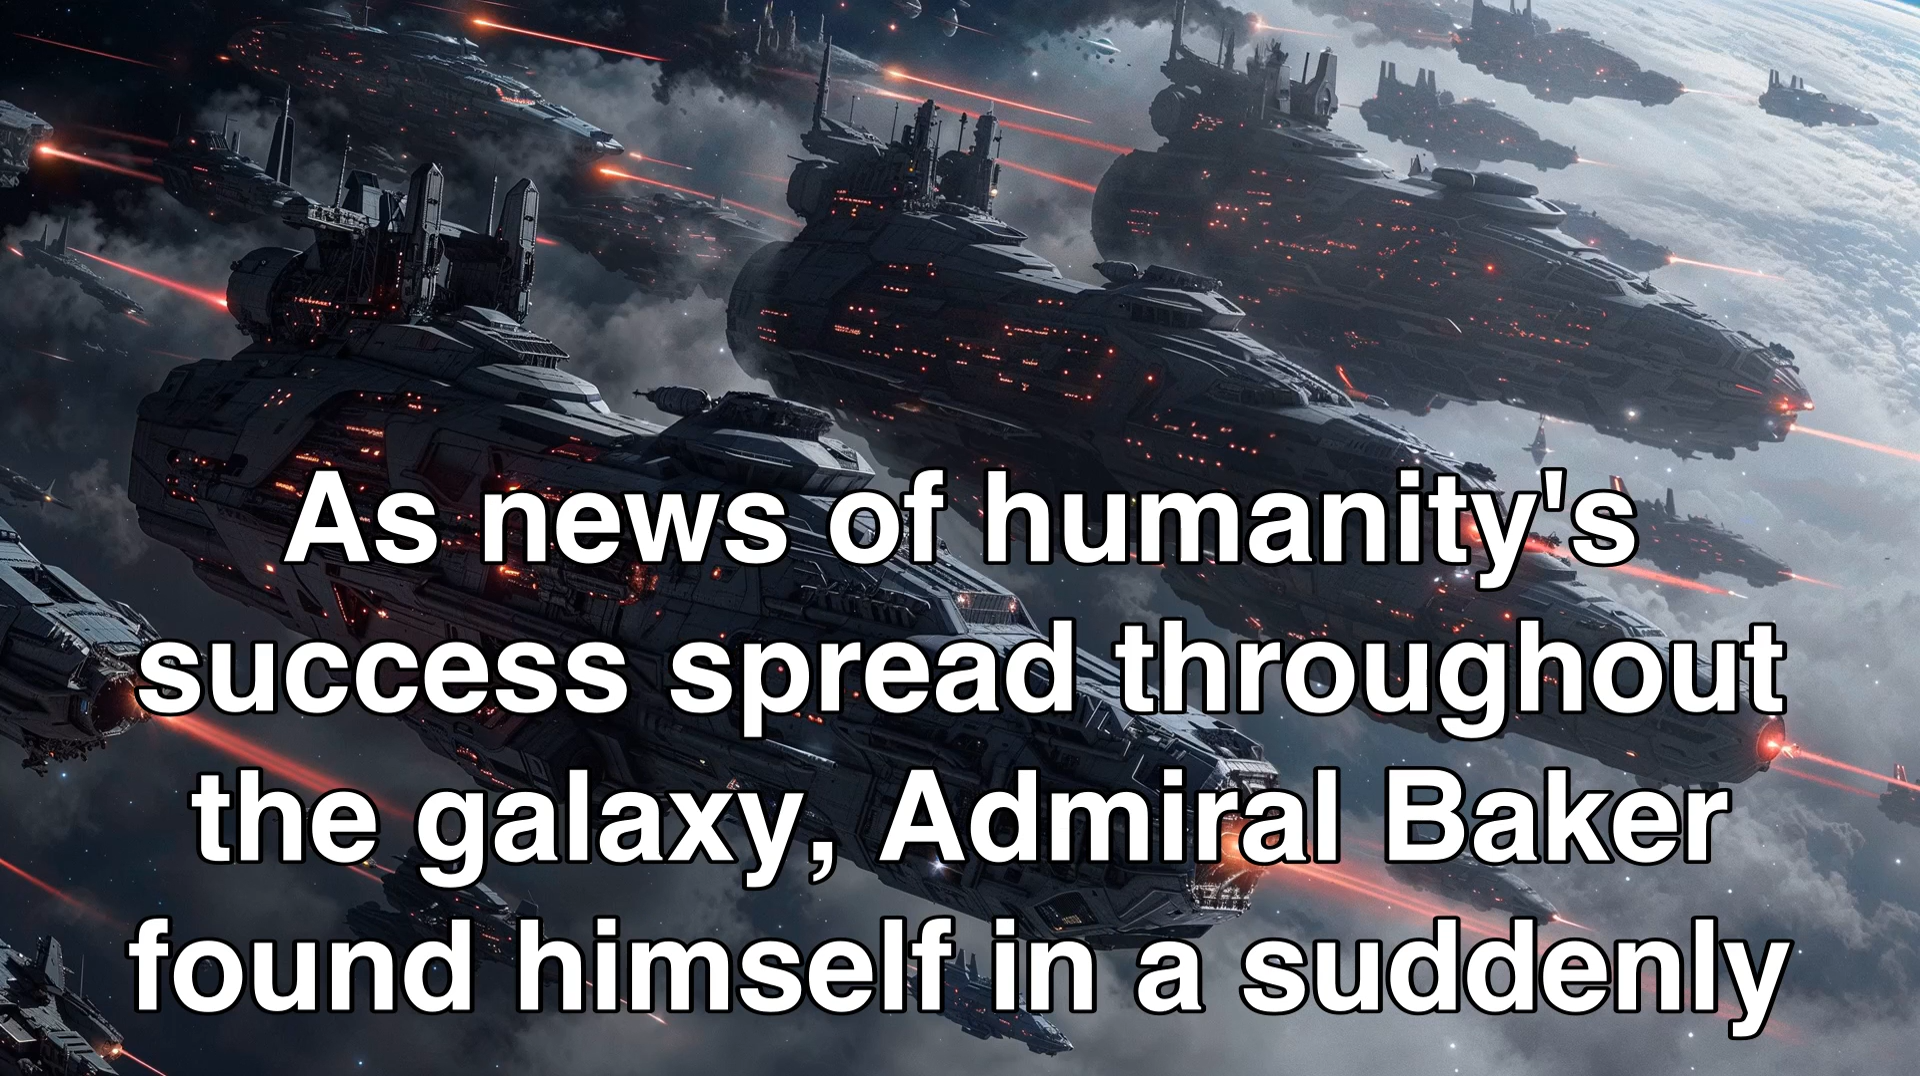 As news of humanity's
success spread throughout
the galaxy, Admiral Baker
found himself in a suddenly